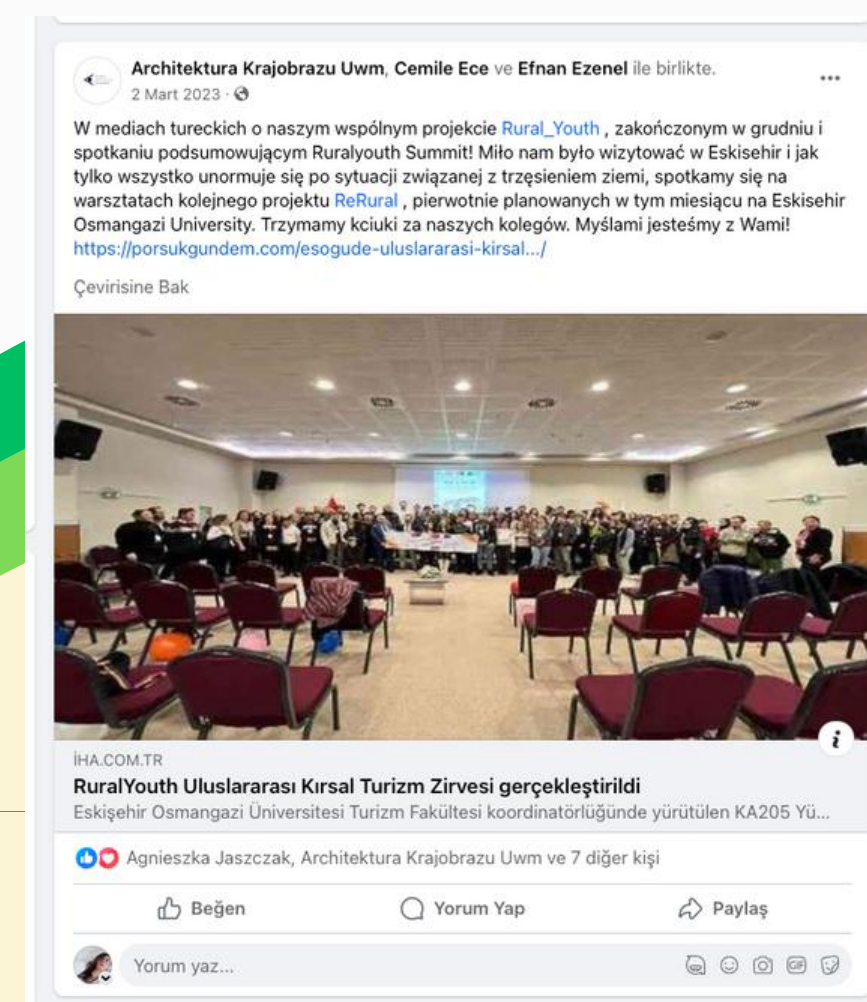 Architektura Krajobrazu Uwm, Cemile Ece ve Efnan Ezenel ile birlikte.
2 Mart 2023 ·
W mediach tureckich o naszym wspólnym projekcie Rural_Youth , zakończonym w grudniu i
spotkaniu podsumowującym Ruralyouth Summit! Miło nam było wizytować w Eskisehir i jak
tylko wszystko unormuje się po sytuacji związanej z trzęsieniem ziemi, spotkamy się na
warsztatach kolejnego projektu ReRural , pierwotnie planowanych w tym miesiącu na Eskisehir
Osmangazi University. Trzymamy kciuki za naszych kolegów. Myślami jesteśmy z Wami!
https://porsukgundem.com/esogude-uluslararasi-kirsal.../
Çevirisine Bak
İHA.COM.TR
RuralYouth Uluslararası Kırsal Turizm Zirvesi gerçekleştirildi
Eskişehir Osmangazi Üniversitesi Turizm Fakültesi koordinatörlüğünde yürütülen KA205 Yü...
Agnieszka Jaszczak, Architektura Krajobrazu Uwm ve 7 diğer kişi
Beğen Yorum Yap Paylaş
Yorum yaz... GIF